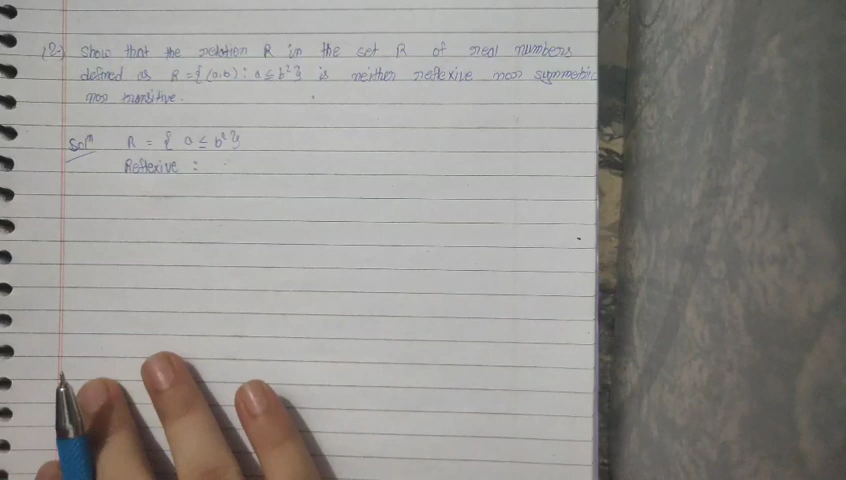 (2.) Show that the relation R in the set R of real numbers
defined as R = {(a,b) : a ≤ b²} is neither reflexive nor symmetric
nor transitive.
Solⁿ R = { a ≤ b²}
Reflexive :